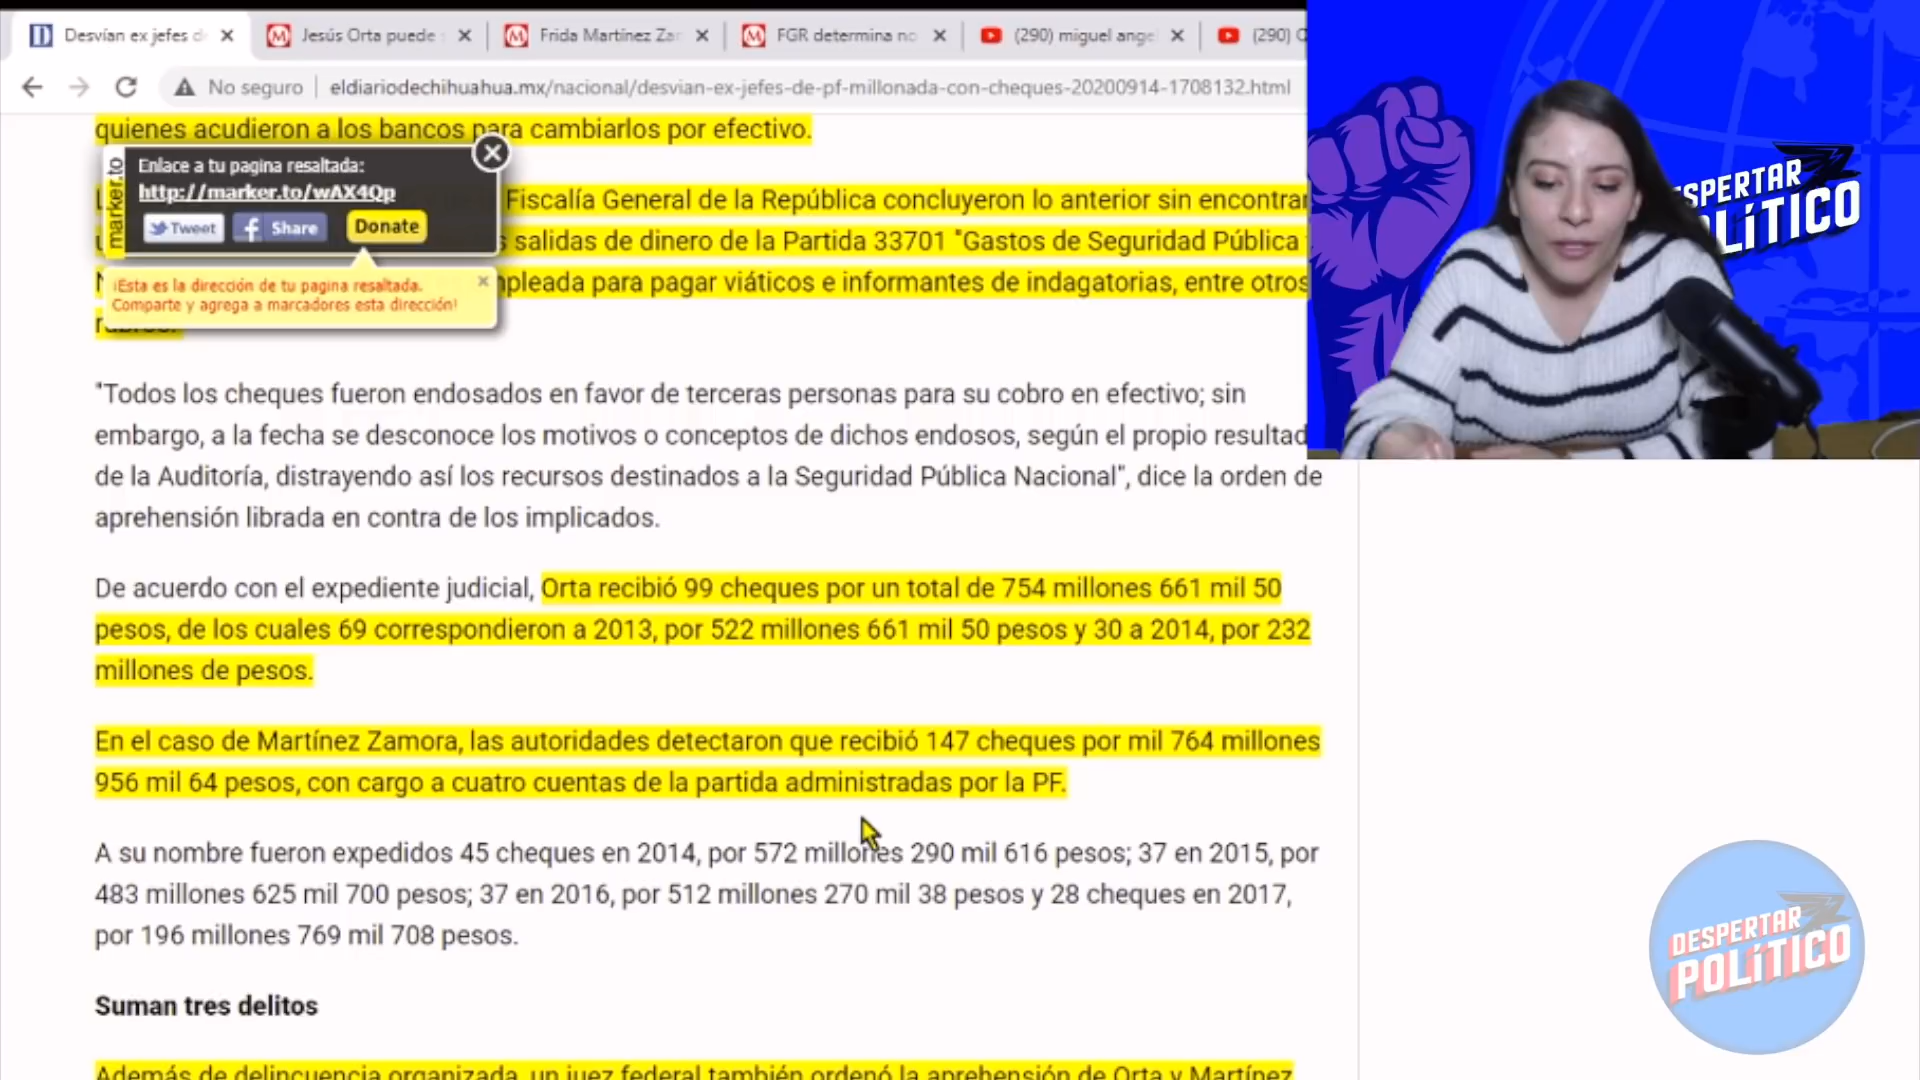 Desvían ex jefes d
Jesús Orta puede
Frida Martínez Za
FGR determina no
(290) miguel ange
(290)
No seguro
eldiariodechihuahua.mx/nacional/desvian-ex-jefes-de-pf-millonada-con-cheques-20200914-1708132.html
quienes acudieron a los bancos para cambiarlos por efectivo.
marker.to
Enlace a tu pagina resaltada:
http://marker.to/wAX4Qp
Tweet
Share
Donate
¡Esta es la dirección de tu pagina resaltada.
Comparte y agrega a marcadores esta dirección!
Fiscalía General de la República concluyeron lo anterior sin encontrar
salidas de dinero de la Partida 33701 "Gastos de Seguridad Pública
pleada para pagar viáticos e informantes de indagatorias, entre otros
rubros.
"Todos los cheques fueron endosados en favor de terceras personas para su cobro en efectivo; sin
embargo, a la fecha se desconoce los motivos o conceptos de dichos endosos, según el propio resultad
de la Auditoría, distrayendo así los recursos destinados a la Seguridad Pública Nacional", dice la orden de
aprehensión librada en contra de los implicados.
De acuerdo con el expediente judicial, Orta recibió 99 cheques por un total de 754 millones 661 mil 50
pesos, de los cuales 69 correspondieron a 2013, por 522 millones 661 mil 50 pesos y 30 a 2014, por 232
millones de pesos.
En el caso de Martínez Zamora, las autoridades detectaron que recibió 147 cheques por mil 764 millones
956 mil 64 pesos, con cargo a cuatro cuentas de la partida administradas por la PF.
A su nombre fueron expedidos 45 cheques en 2014, por 572 millones 290 mil 616 pesos; 37 en 2015, por
483 millones 625 mil 700 pesos; 37 en 2016, por 512 millones 270 mil 38 pesos y 28 cheques en 2017,
por 196 millones 769 mil 708 pesos.
Suman tres delitos
Además de delincuencia organizada, un juez federal también ordenó la aprehensión de Orta y Martínez
SPERTAR
LÍTICO
DESPERTAR
POLÍTICO